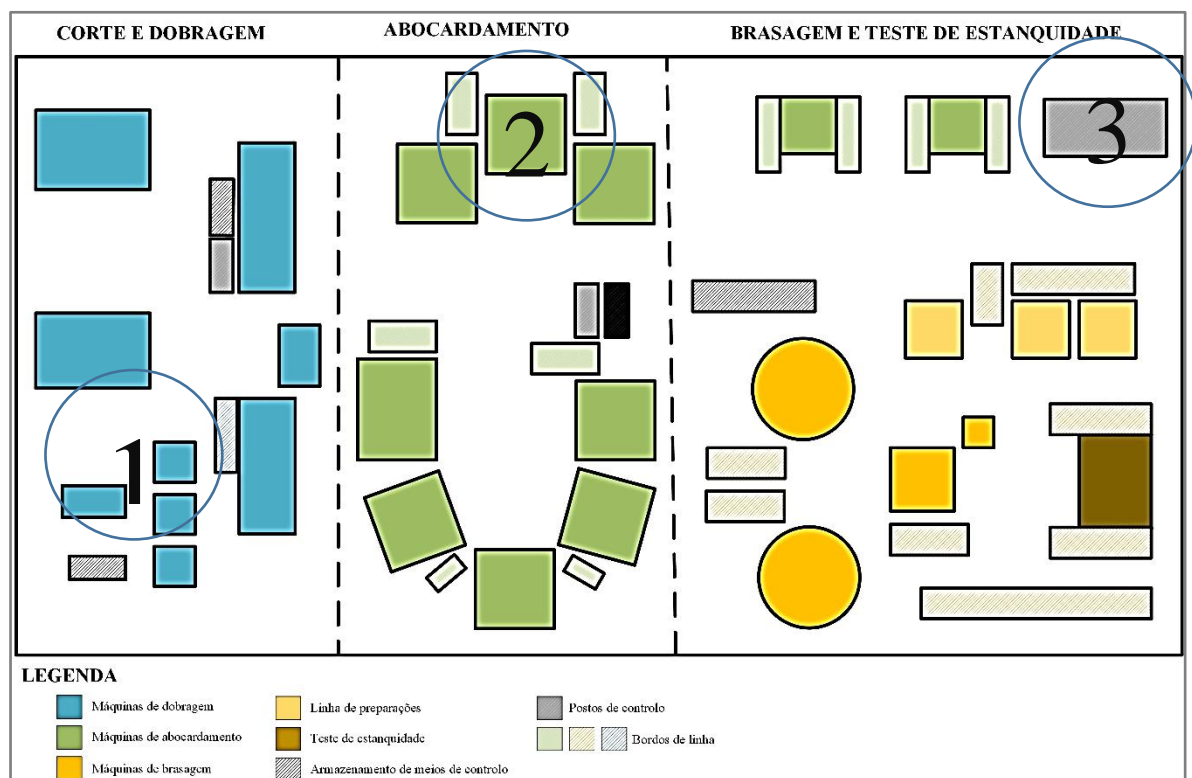 CORTE E DOBRAGEM
ABOCARDAMENTO
BRASAGEM E TESTE DE ESTANQUIDADE
2
3
1
LEGENDA
Máquinas de dobragem
Linha de preparações
Postos de controlo
Máquinas de abocardamento
Teste de estanquidade
Bordos de linha
Máquinas de brasagem
Armazenamento de meios de controlo